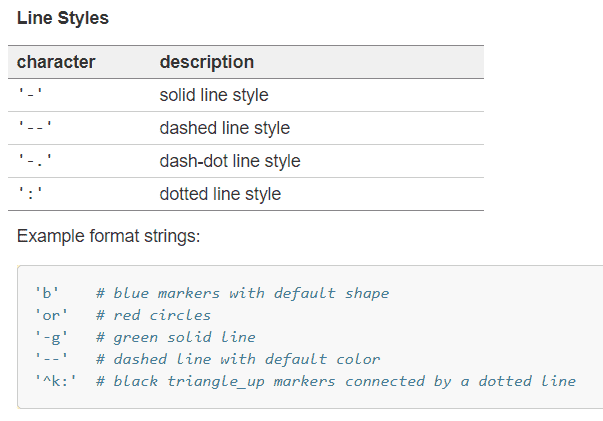 Line Styles
character description
'-' solid line style
'--' dashed line style
'-.' dash-dot line style
':' dotted line style
Example format strings:
'b' # blue markers with default shape
'or' # red circles
'-g' # green solid line
'--' # dashed line with default color
'^k:' # black triangle_up markers connected by a dotted line